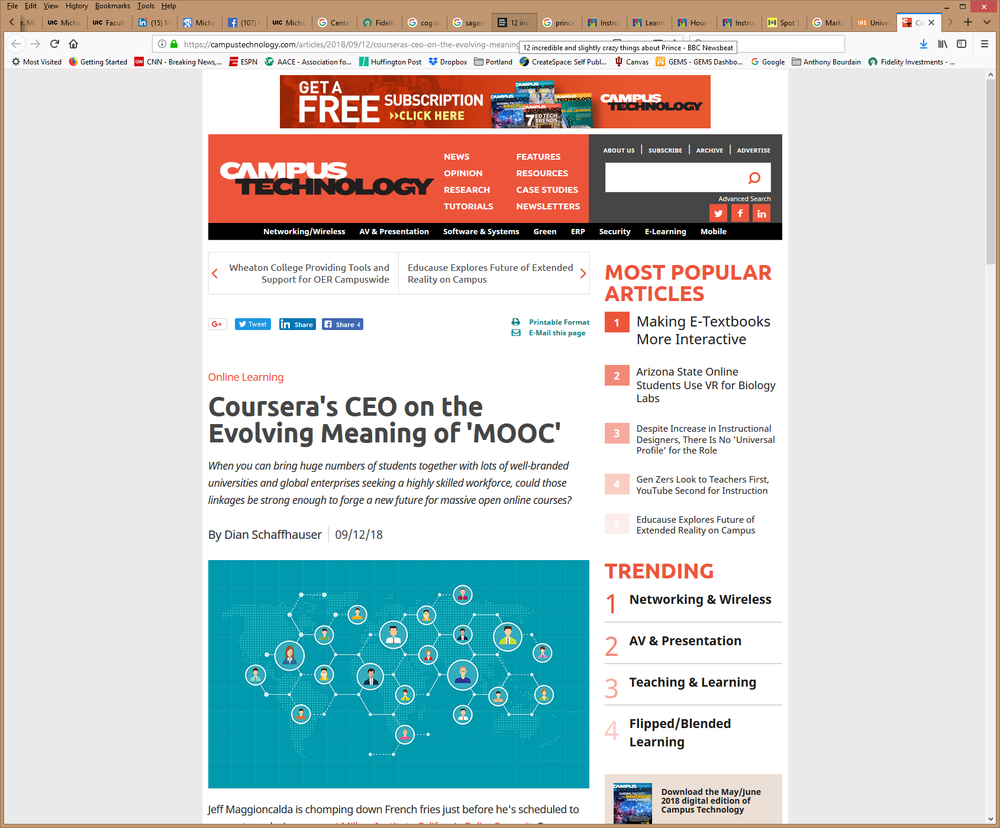 File Edit View History Bookmarks Tools Help
UIC Micha
UIC Facult
(15) M
Micha
(107) F
UIC Micha
Cente
Fidelit
cog in
sagac
12 inc
prince
Instruc
Learni
Hour o
Instruc
Spot T
Mark L
IHE Univer
Co
https://campustechnology.com/articles/2018/09/12/courseras-ceo-on-the-evolving-meaning
12 incredible and slightly crazy things about Prince - BBC Newsbeat
Most Visited Getting Started CNN - Breaking News,... ESPN AACE - Association fo... Huffington Post Dropbox Portland CreateSpace: Self Publ... Canvas GEMS - GEMS Dashbo... Google Anthony Bourdain Fidelity Investments - ...
GET A
FREE SUBSCRIPTION
>>CLICK HERE
CAMPUS
TECHNOLOGY
CAMPUS
TECHNOLOGY
NEWS FEATURES
OPINION RESOURCES
RESEARCH CASE STUDIES
TUTORIALS NEWSLETTERS
ABOUT US SUBSCRIBE ARCHIVE ADVERTISE
Advanced Search
Networking/Wireless AV & Presentation Software & Systems Green ERP Security E-Learning Mobile
Wheaton College Providing Tools and
Support for OER Campuswide
Educause Explores Future of Extended
Reality on Campus
G+ Tweet in Share Share 4
Printable Format
E-Mail this page
Online Learning
Coursera's CEO on the
Evolving Meaning of 'MOOC'
When you can bring huge numbers of students together with lots of well-branded
universities and global enterprises seeking a highly skilled workforce, could those
linkages be strong enough to forge a new future for massive open online courses?
By Dian Schaffhauser 09/12/18
Jeff Maggioncalda is chomping down French fries just before he's scheduled to
MOST POPULAR
ARTICLES
1 Making E-Textbooks
More Interactive
2 Arizona State Online
Students Use VR for Biology
Labs
3 Despite Increase in Instructional
Designers, There Is No 'Universal
Profile' for the Role
4 Gen Zers Look to Teachers First,
YouTube Second for Instruction
5 Educause Explores Future of
Extended Reality on Campus
TRENDING
1 Networking & Wireless
2 AV & Presentation
3 Teaching & Learning
4 Flipped/Blended
Learning
CAMPUS
TECHNOLOGY
GUIDING FACULTY
into IMMERSIVE
ENVIRONMENTS
Download the May/June
2018 digital edition of
Campus Technology